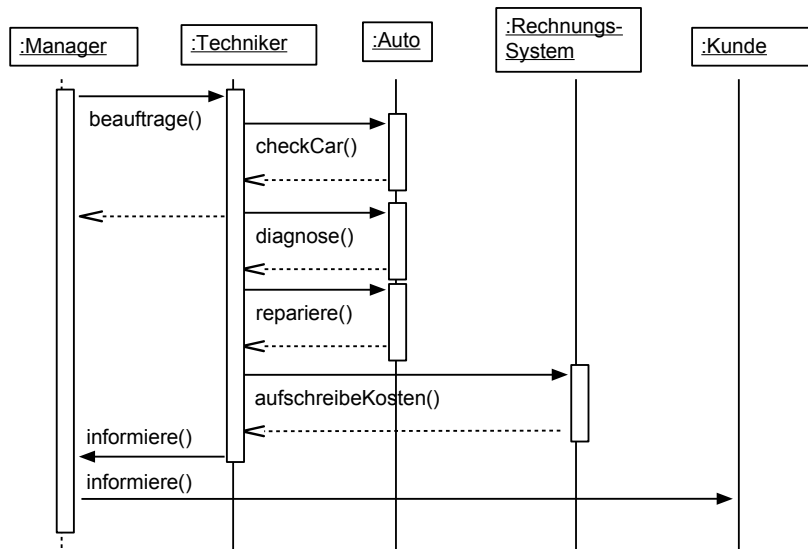 :Manager
:Techniker
:Auto
:Rechnungs-
System
:Kunde
beauftrage()
checkCar()
diagnose()
repariere()
aufschreibeKosten()
informiere()
informiere()